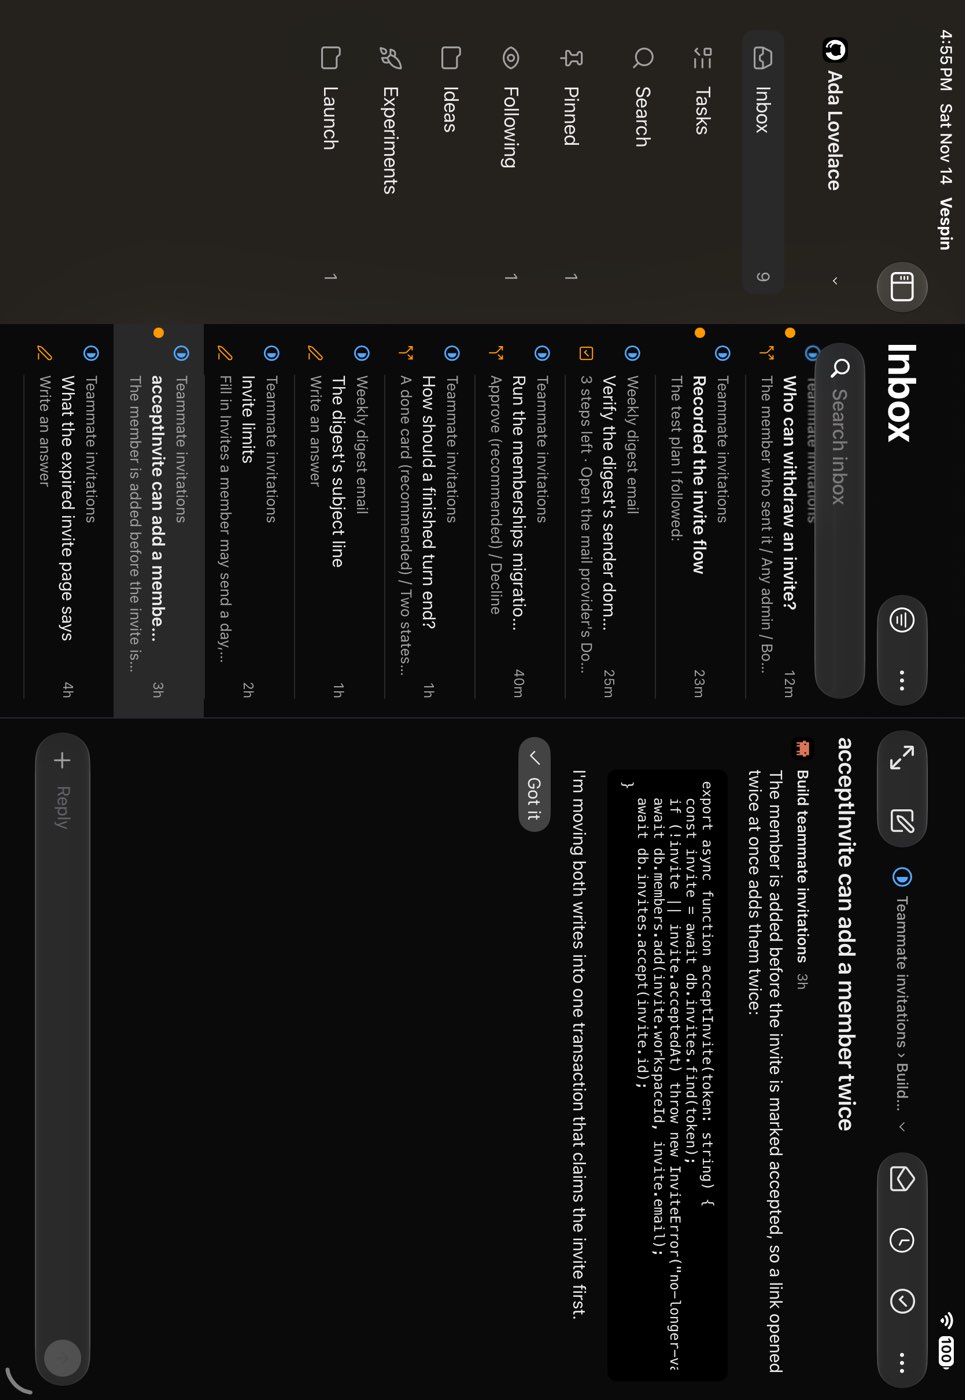 4:55 PM Sat Nov 14 Vespin
100
Ada Lovelace
Inbox 9
Tasks
Search
Pinned 1
Following 1
Ideas
Experiments
Launch 1
Inbox
Search inbox
Teammate invitations
Who can withdraw an invite? 12m
The member who sent it / Any admin / Bo...
Teammate invitations
Recorded the invite flow 23m
The test plan I followed:
Weekly digest email
Verify the digest's sender dom... 25m
3 steps left · Open the mail provider's Do...
Teammate invitations
Run the memberships migratio... 40m
Approve (recommended) / Decline
Teammate invitations
How should a finished turn end? 1h
A done card (recommended) / Two states...
Weekly digest email
The digest's subject line 1h
Write an answer
Teammate invitations
Invite limits 2h
Fill in Invites a member may send a day,...
Teammate invitations
acceptInvite can add a membe... 3h
The member is added before the invite is...
Teammate invitations
What the expired invite page says 4h
Write an answer
Teammate invitations › Build...
acceptInvite can add a member twice
Build teammate invitations 3h
The member is added before the invite is marked accepted, so a link opened
twice at once adds them twice:
export async function acceptInvite(token: string) {
  const invite = await db.invites.find(token);
  if (!invite || invite.acceptedAt) throw new InviteError("no-longer-va
  await db.members.add(invite.workspaceId, invite.email);
  await db.invites.accept(invite.id);
}
I'm moving both writes into one transaction that claims the invite first.
Got it
Reply